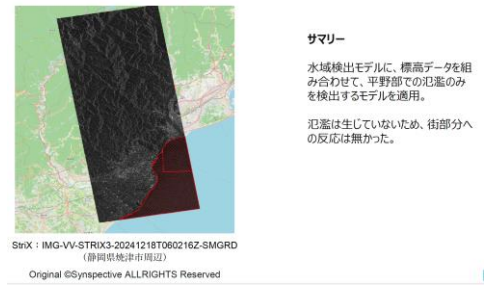 サマリー
水域検出モデルに、標高データを組
み合わせて、平野部での氾濫のみ
を検出するモデルを適用。
氾濫は生じていないため、街部分へ
の反応は無かった。
StriX：IMG-VV-STRIX3-20241218T060216Z-SMGRD
（静岡県焼津市周辺）
Original ©Synspective ALLRIGHTS Reserved